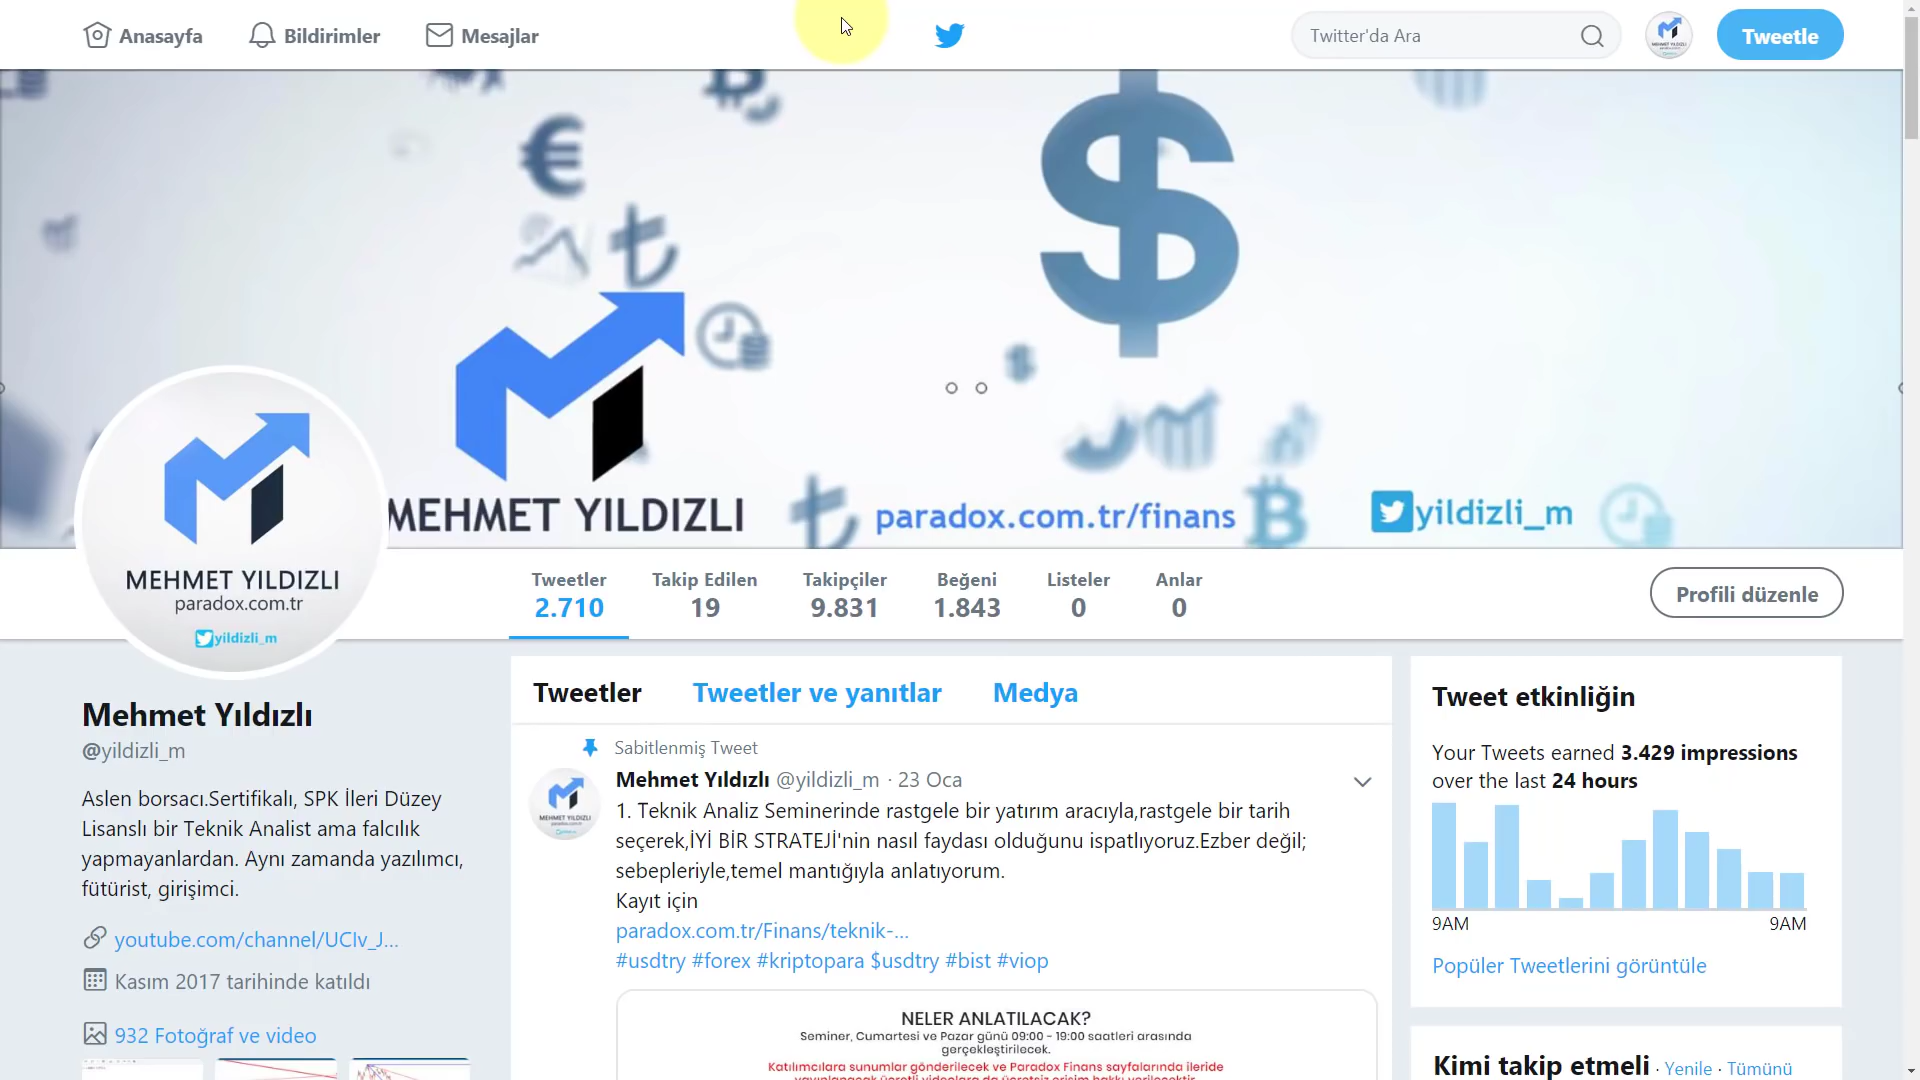 Anasayfa
Bildirimler
Mesajlar
Twitter'da Ara
Tweetle
MEHMET YILDIZLI
paradox.com.tr/finans
yildizli_m
MEHMET YILDIZLI
paradox.com.tr
yildizli_m
Tweetler
2.710
Takip Edilen
19
Takipçiler
9.831
Beğeni
1.843
Listeler
0
Anlar
0
Profili düzenle
Mehmet Yıldızlı
@yildizli_m
Aslen borsacı.Sertifikalı, SPK İleri Düzey
Lisanslı bir Teknik Analist ama falcılık
yapmayanlardan. Aynı zamanda yazılımcı,
fütürist, girişimci.
youtube.com/channel/UCIv_J...
Kasım 2017 tarihinde katıldı
932 Fotoğraf ve video
Tweetler
Tweetler ve yanıtlar
Medya
Sabitlenmiş Tweet
Mehmet Yıldızlı @yildizli_m · 23 Oca
MEHMET YILDIZLI
1. Teknik Analiz Seminerinde rastgele bir yatırım aracıyla,rastgele bir tarih
seçerek,İYİ BİR STRATEJİ'nin nasıl faydası olduğunu ispatlıyoruz.Ezber değil;
sebepleriyle,temel mantığıyla anlatıyorum.
Kayıt için
paradox.com.tr/Finans/teknik-...
#usdtry #forex #kriptopara $usdtry #bist #viop
NELER ANLATILACAK?
Seminer, Cumartesi ve Pazar günü 09:00 - 19:00 saatleri arasında
gerçekleştirilecek.
Katılımcılara sunumlar gönderilecek ve Paradox Finans sayfalarında ileride
Tweet etkinliğin
Your Tweets earned 3.429 impressions
over the last 24 hours
9AM
9AM
Popüler Tweetlerini görüntüle
Kimi takip etmeli · Yenile · Tümünü